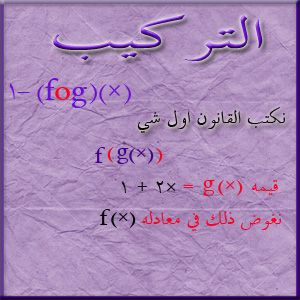 التركيب
١- (fog)(×)
نكتب القانون اول شي
f (g(×))
قيمه g(×) = ٢× + ١
نعوض ذلك في معادله f(×)